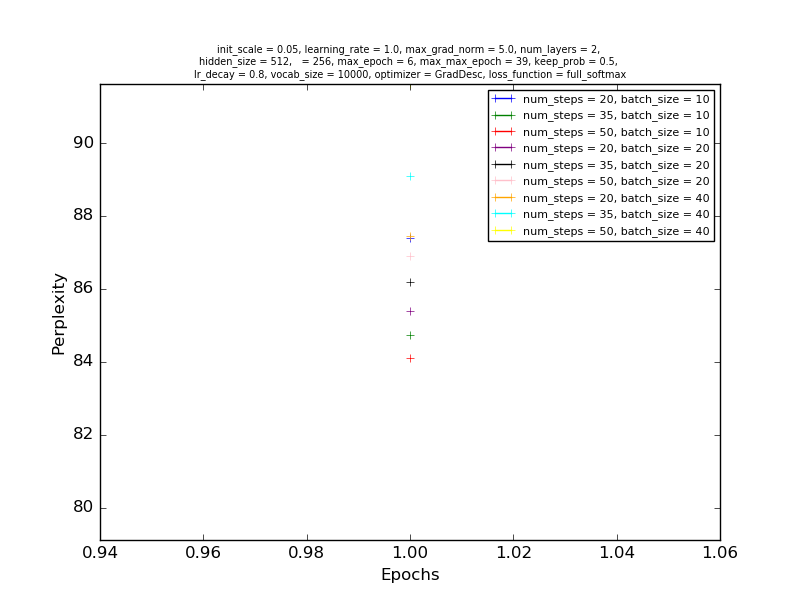 init_scale = 0.05, learning_rate = 1.0, max_grad_norm = 5.0, num_layers = 2,
hidden_size = 512,   = 256, max_epoch = 6, max_max_epoch = 39, keep_prob = 0.5,
lr_decay = 0.8, vocab_size = 10000, optimizer = GradDesc, loss_function = full_softmax
num_steps = 20, batch_size = 10
num_steps = 35, batch_size = 10
num_steps = 50, batch_size = 10
num_steps = 20, batch_size = 20
num_steps = 35, batch_size = 20
num_steps = 50, batch_size = 20
num_steps = 20, batch_size = 40
num_steps = 35, batch_size = 40
num_steps = 50, batch_size = 40
Perplexity
90
88
86
84
82
80
0.94 0.96 0.98 1.00 1.02 1.04 1.06
Epochs